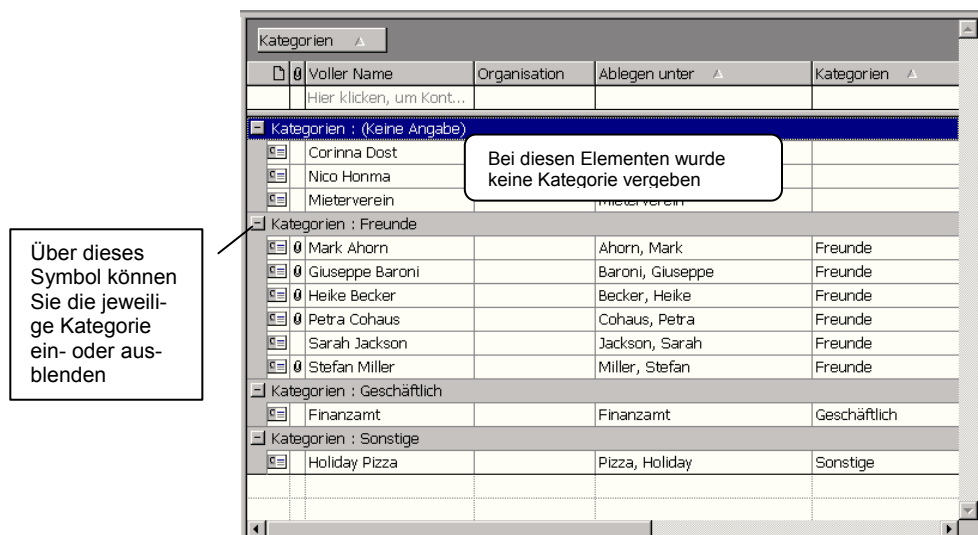 Kategorien
Voller Name Organisation Ablegen unter Kategorien
Hier klicken, um Kont...
Kategorien : (Keine Angabe)
Corinna Dost
Nico Honma
Mieterverein Mieterverein
Bei diesen Elementen wurde
keine Kategorie vergeben
Kategorien : Freunde
Mark Ahorn Ahorn, Mark Freunde
Giuseppe Baroni Baroni, Giuseppe Freunde
Heike Becker Becker, Heike Freunde
Petra Cohaus Cohaus, Petra Freunde
Sarah Jackson Jackson, Sarah Freunde
Stefan Miller Miller, Stefan Freunde
Kategorien : Geschäftlich
Finanzamt Finanzamt Geschäftlich
Kategorien : Sonstige
Holiday Pizza Pizza, Holiday Sonstige
Über dieses
Symbol können
Sie die jeweili-
ge Kategorie
ein- oder aus-
blenden